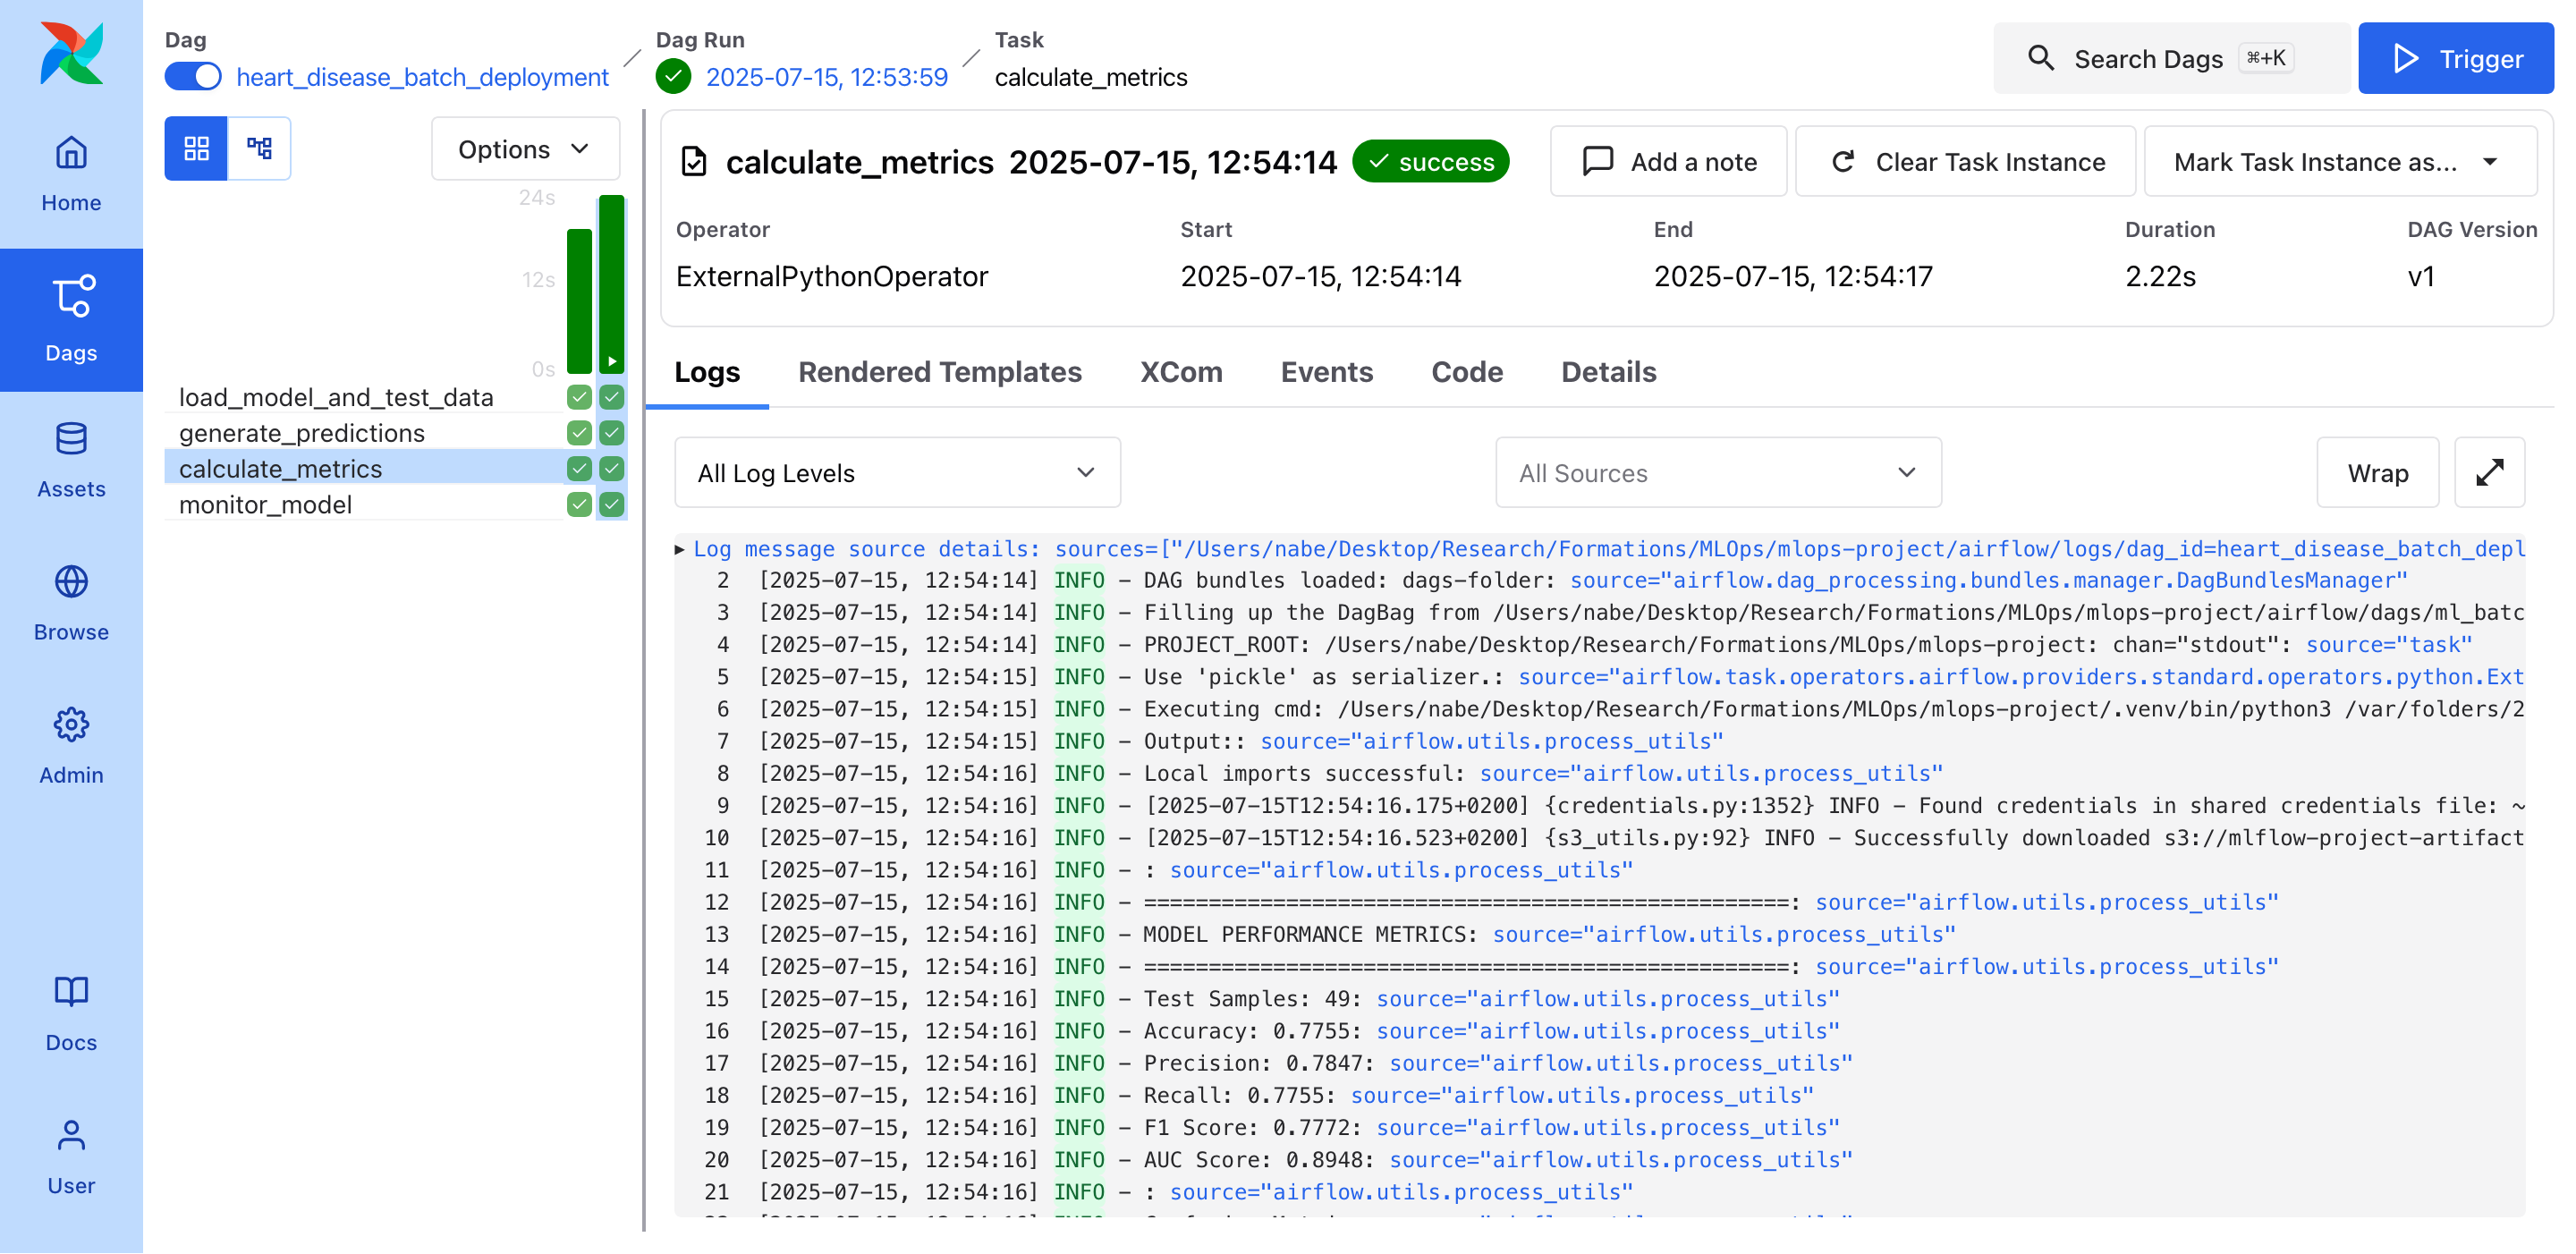 Dag
heart_disease_batch_deployment
Dag Run
2025-07-15, 12:53:59
Task
calculate_metrics
Search Dags ⌘+K
Trigger
Home
Dags
Assets
Browse
Admin
Docs
User
Options
24s
12s
0s
load_model_and_test_data
generate_predictions
calculate_metrics
monitor_model
calculate_metrics 2025-07-15, 12:54:14 success
Add a note
Clear Task Instance
Mark Task Instance as...
Operator Start End Duration DAG Version
ExternalPythonOperator 2025-07-15, 12:54:14 2025-07-15, 12:54:17 2.22s v1
Logs Rendered Templates XCom Events Code Details
All Log Levels
All Sources
Wrap
Log message source details: sources=["/Users/nabe/Desktop/Research/Formations/MLOps/mlops-project/airflow/logs/dag_id=heart_disease_batch_depl
2 [2025-07-15, 12:54:14] INFO - DAG bundles loaded: dags-folder: source="airflow.dag_processing.bundles.manager.DagBundlesManager"
3 [2025-07-15, 12:54:14] INFO - Filling up the DagBag from /Users/nabe/Desktop/Research/Formations/MLOps/mlops-project/airflow/dags/ml_batc
4 [2025-07-15, 12:54:14] INFO - PROJECT_ROOT: /Users/nabe/Desktop/Research/Formations/MLOps/mlops-project: chan="stdout": source="task"
5 [2025-07-15, 12:54:15] INFO - Use 'pickle' as serializer.: source="airflow.task.operators.airflow.providers.standard.operators.python.Ext
6 [2025-07-15, 12:54:15] INFO - Executing cmd: /Users/nabe/Desktop/Research/Formations/MLOps/mlops-project/.venv/bin/python3 /var/folders/2
7 [2025-07-15, 12:54:15] INFO - Output:: source="airflow.utils.process_utils"
8 [2025-07-15, 12:54:16] INFO - Local imports successful: source="airflow.utils.process_utils"
9 [2025-07-15, 12:54:16] INFO - [2025-07-15T12:54:16.175+0200] {credentials.py:1352} INFO - Found credentials in shared credentials file: ~
10 [2025-07-15, 12:54:16] INFO - [2025-07-15T12:54:16.523+0200] {s3_utils.py:92} INFO - Successfully downloaded s3://mlflow-project-artifact
11 [2025-07-15, 12:54:16] INFO - : source="airflow.utils.process_utils"
12 [2025-07-15, 12:54:16] INFO - ==================================================: source="airflow.utils.process_utils"
13 [2025-07-15, 12:54:16] INFO - MODEL PERFORMANCE METRICS: source="airflow.utils.process_utils"
14 [2025-07-15, 12:54:16] INFO - ==================================================: source="airflow.utils.process_utils"
15 [2025-07-15, 12:54:16] INFO - Test Samples: 49: source="airflow.utils.process_utils"
16 [2025-07-15, 12:54:16] INFO - Accuracy: 0.7755: source="airflow.utils.process_utils"
17 [2025-07-15, 12:54:16] INFO - Precision: 0.7847: source="airflow.utils.process_utils"
18 [2025-07-15, 12:54:16] INFO - Recall: 0.7755: source="airflow.utils.process_utils"
19 [2025-07-15, 12:54:16] INFO - F1 Score: 0.7772: source="airflow.utils.process_utils"
20 [2025-07-15, 12:54:16] INFO - AUC Score: 0.8948: source="airflow.utils.process_utils"
21 [2025-07-15, 12:54:16] INFO - : source="airflow.utils.process_utils"